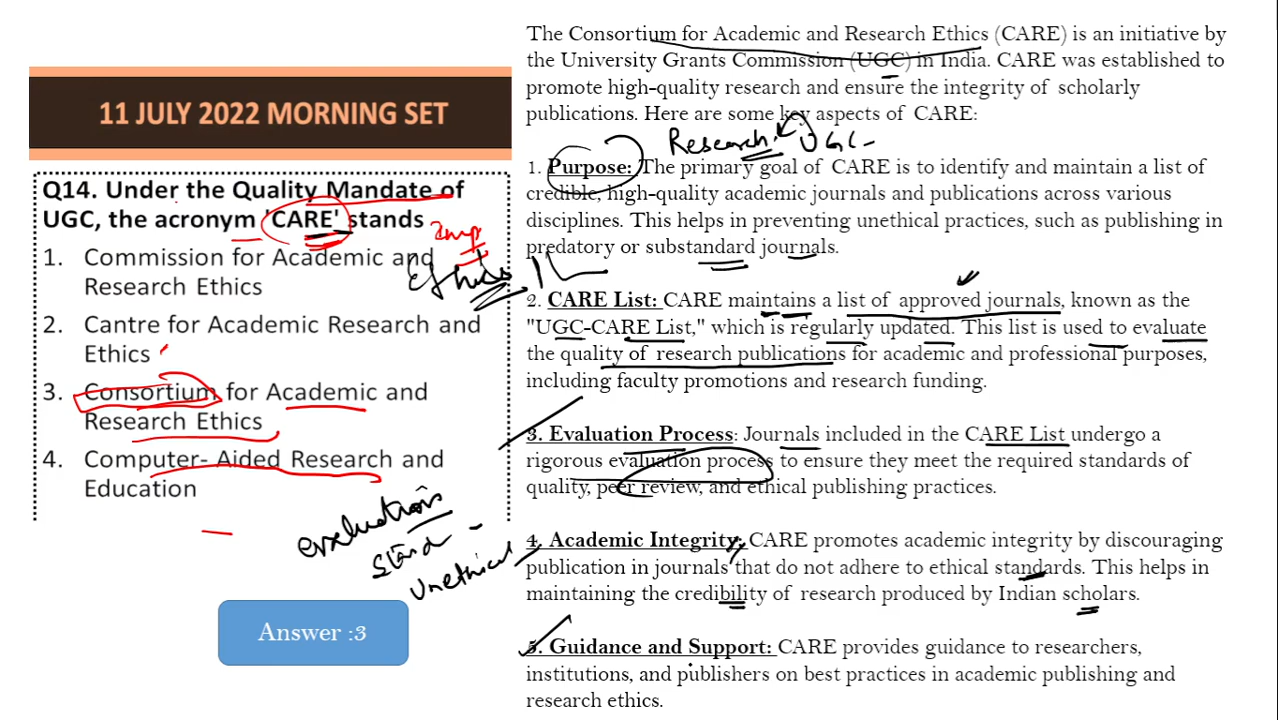 11 JULY 2022 MORNING SET
Q14. Under the Quality Mandate of
UGC, the acronym 'CARE' stands
1. Commission for Academic and
Research Ethics
2. Cantre for Academic Research and
Ethics
3. Consortium for Academic and
Research Ethics
4. Computer- Aided Research and
Education
Imp
Ethics
evaluations
Stand
Unethical
Answer :3
The Consortium for Academic and Research Ethics (CARE) is an initiative by
the University Grants Commission (UGC) in India. CARE was established to
promote high-quality research and ensure the integrity of scholarly
publications. Here are some key aspects of CARE:
Research. UGC-
1. Purpose: The primary goal of CARE is to identify and maintain a list of
credible, high-quality academic journals and publications across various
disciplines. This helps in preventing unethical practices, such as publishing in
predatory or substandard journals.
2. CARE List: CARE maintains a list of approved journals, known as the
"UGC-CARE List," which is regularly updated. This list is used to evaluate
the quality of research publications for academic and professional purposes,
including faculty promotions and research funding.
3. Evaluation Process: Journals included in the CARE List undergo a
rigorous evaluation process to ensure they meet the required standards of
quality, peer review, and ethical publishing practices.
4. Academic Integrity: CARE promotes academic integrity by discouraging
publication in journals that do not adhere to ethical standards. This helps in
maintaining the credibility of research produced by Indian scholars.
5. Guidance and Support: CARE provides guidance to researchers,
institutions, and publishers on best practices in academic publishing and
research ethics.